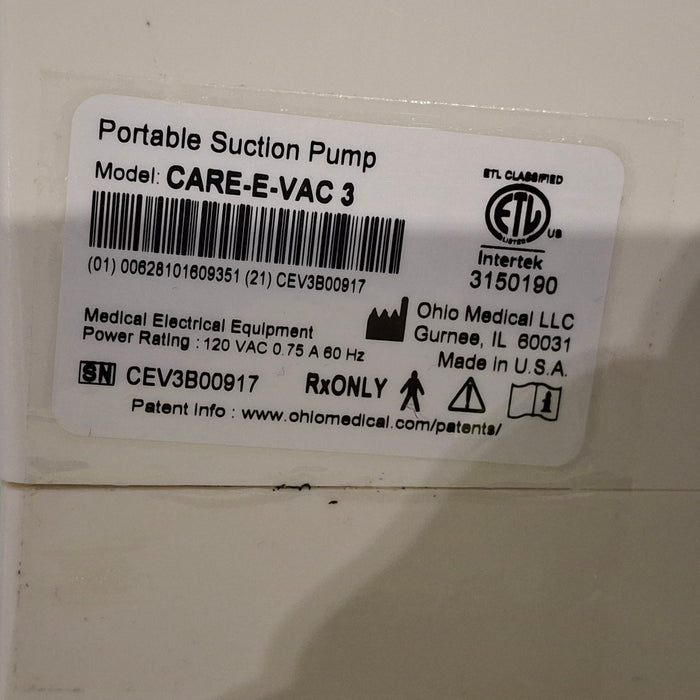 Portable Suction Pump
Model: CARE-E-VAC 3
(01) 00628101609351 (21) CEV3B00917
ETL CLASSIFIED
ETL
LISTED
US
Intertek
3150190
Medical Electrical Equipment
Power Rating : 120 VAC 0.75 A 60 Hz
Ohio Medical LLC
Gurnee, IL 60031
Made in U.S.A.
SN CEV3B00917
RxONLY
Patent Info : www.ohiomedical.com/patents/